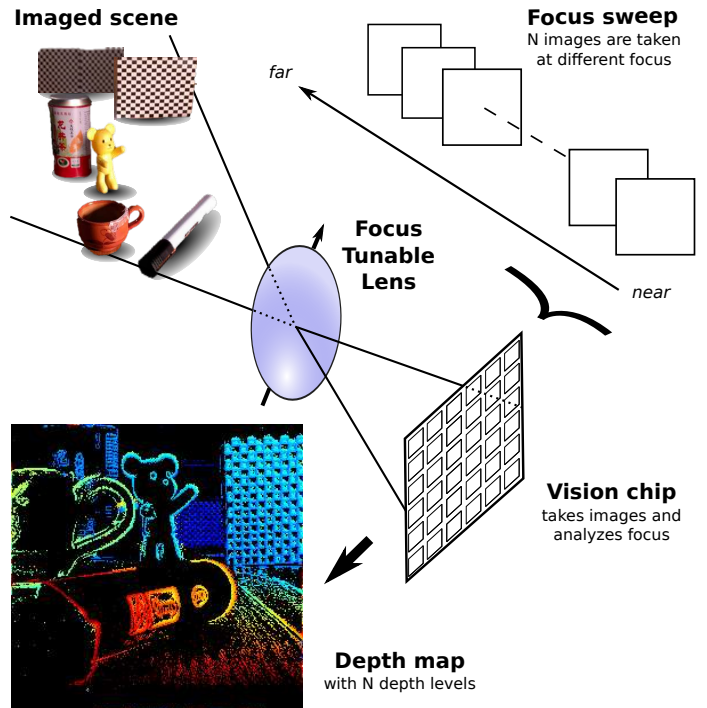 Imaged scene
Focus sweep
N images are taken
at different focus
far
near
Focus
Tunable
Lens
Vision chip
takes images and
analyzes focus
Depth map
with N depth levels